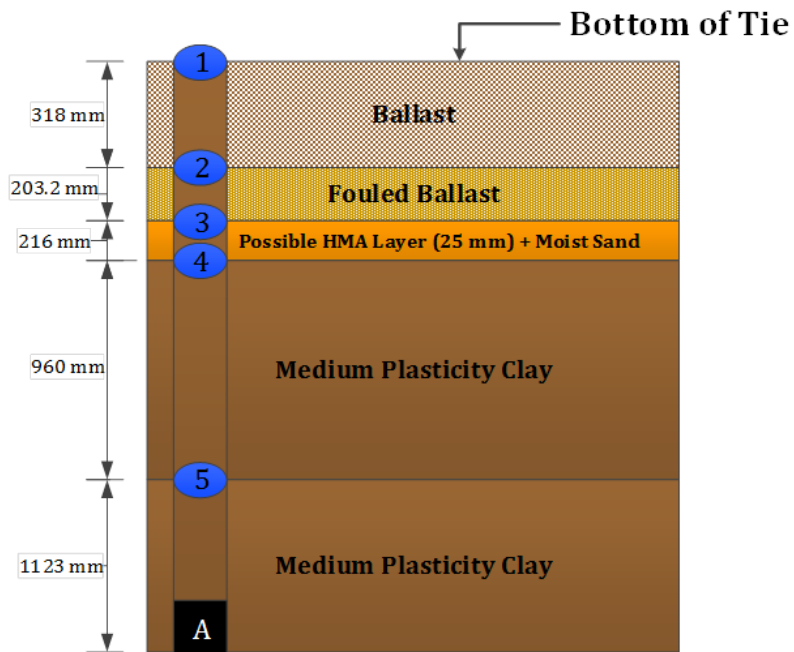 Bottom of Tie
1
318 mm
Ballast
2
203.2 mm
Fouled Ballast
3
216 mm
Possible HMA Layer (25 mm) + Moist Sand
4
960 mm
Medium Plasticity Clay
5
1123 mm
Medium Plasticity Clay
A